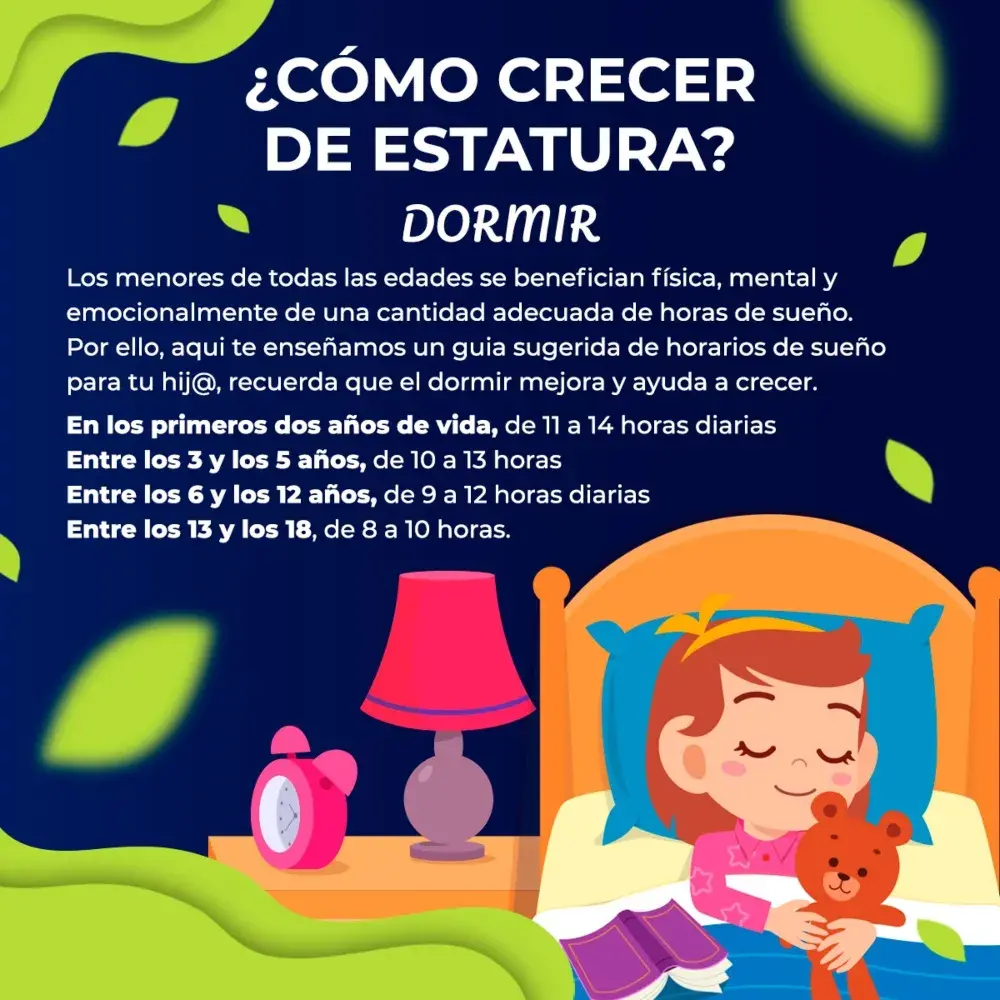 ¿CÓMO CRECER
DE ESTATURA?
DORMIR
Los menores de todas las edades se benefician física, mental y
emocionalmente de una cantidad adecuada de horas de sueño.
Por ello, aqui te enseñamos un guia sugerida de horarios de sueño
para tu hij@, recuerda que el dormir mejora y ayuda a crecer.
En los primeros dos años de vida, de 11 a 14 horas diarias
Entre los 3 y los 5 años, de 10 a 13 horas
Entre los 6 y los 12 años, de 9 a 12 horas diarias
Entre los 13 y los 18, de 8 a 10 horas.